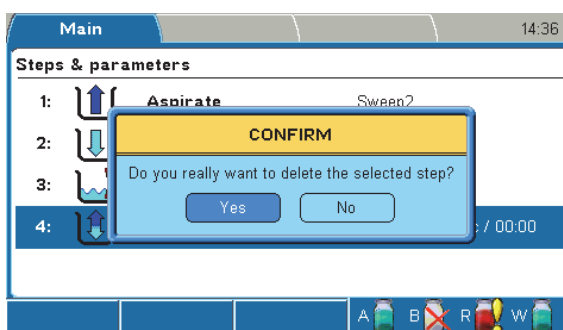 Main 14:36
Steps & parameters
1: Aspirate Sweep2
2:
CONFIRM
Do you really want to delete the selected step?
3:
Yes No
4: / 00:00
A B R W